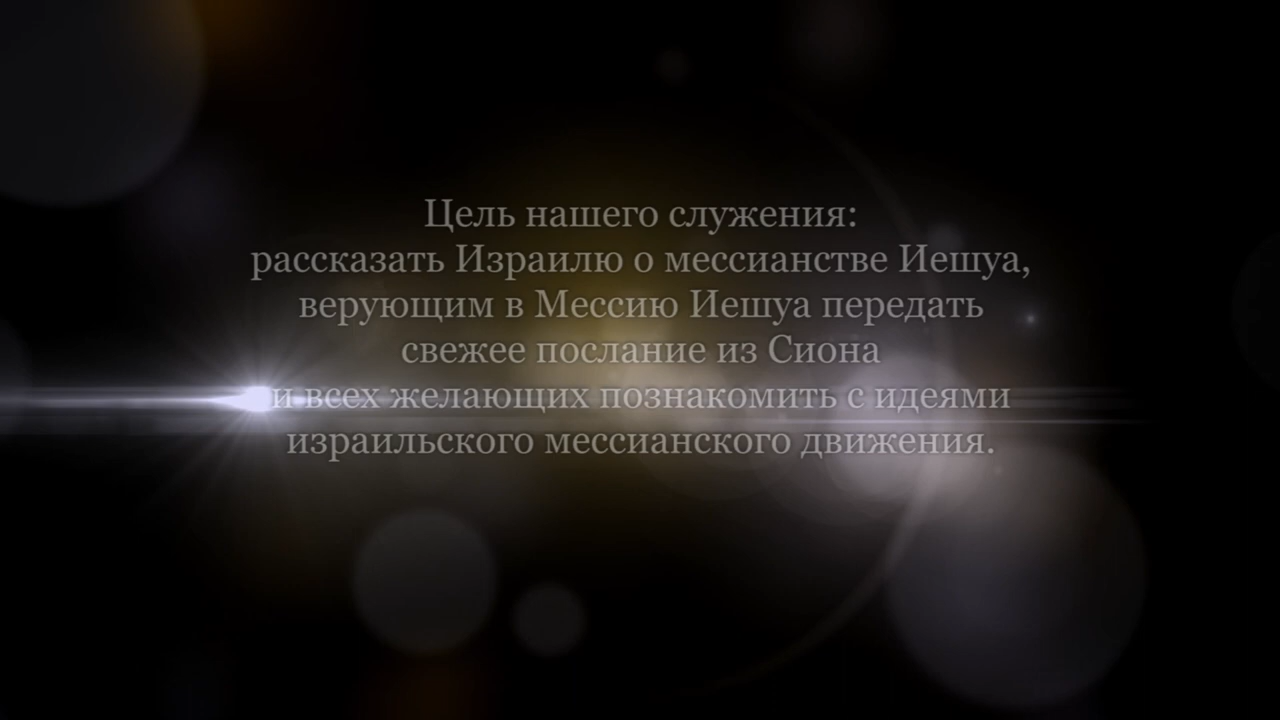 Цель нашего служения:
рассказать Израилю о мессианстве Иешуа,
верующим в Мессию Иешуа передать
свежее послание из Сиона
и всех желающих познакомить с идеями
израильского мессианского движения.